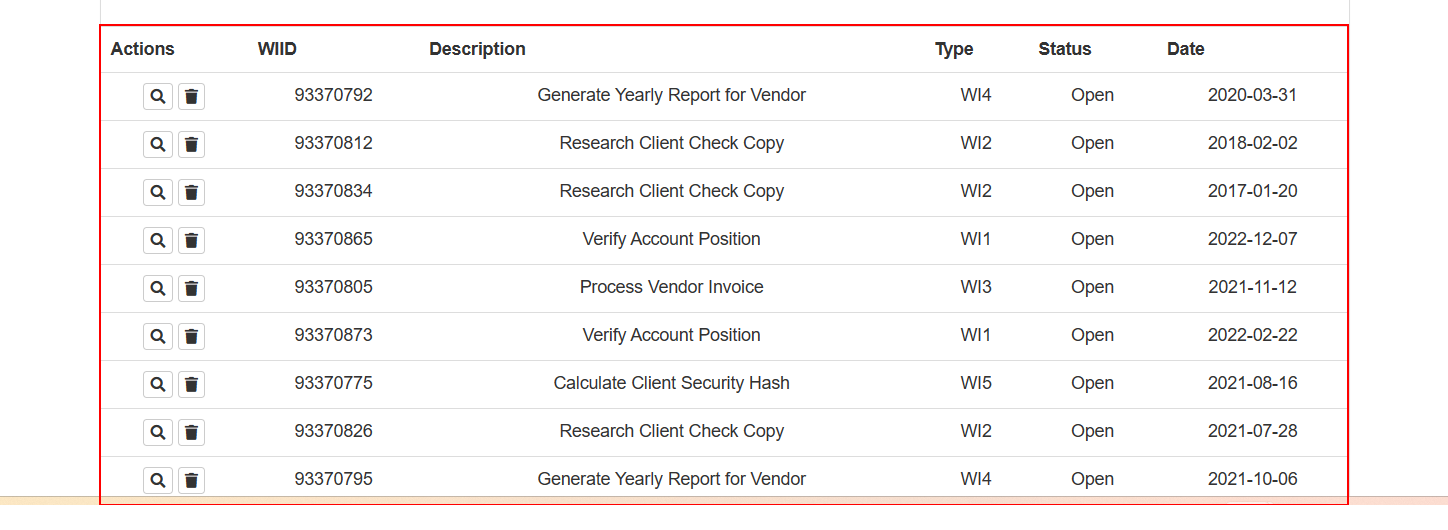 Actions WIID Description Type Status Date
93370792 Generate Yearly Report for Vendor WI4 Open 2020-03-31
93370812 Research Client Check Copy WI2 Open 2018-02-02
93370834 Research Client Check Copy WI2 Open 2017-01-20
93370865 Verify Account Position WI1 Open 2022-12-07
93370805 Process Vendor Invoice WI3 Open 2021-11-12
93370873 Verify Account Position WI1 Open 2022-02-22
93370775 Calculate Client Security Hash WI5 Open 2021-08-16
93370826 Research Client Check Copy WI2 Open 2021-07-28
93370795 Generate Yearly Report for Vendor WI4 Open 2021-10-06